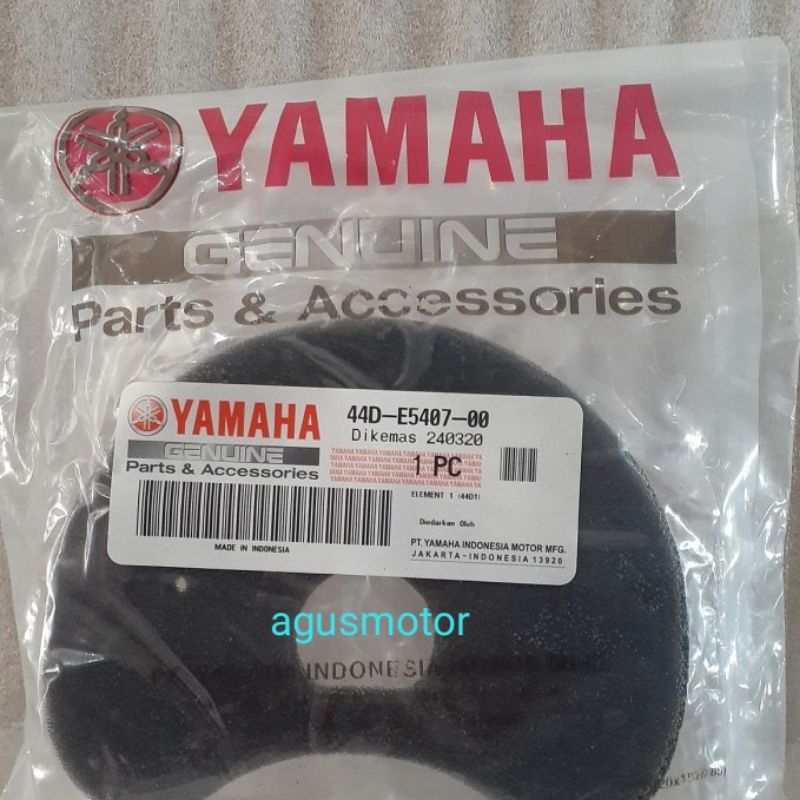 YAMAHA
GENUINE
Parts & Accessories
YAMAHA
GENUINE
Parts & Accessories
MADE IN INDONESIA
44D-E5407-00
Dikemas 240320
1 PC
ELEMENT 1 (44D1)
Diedarkan Oleh
PT. YAMAHA INDONESIA MOTOR MFG.
JAKARTA-INDONESIA 13920
agusmotor
INDONESIA